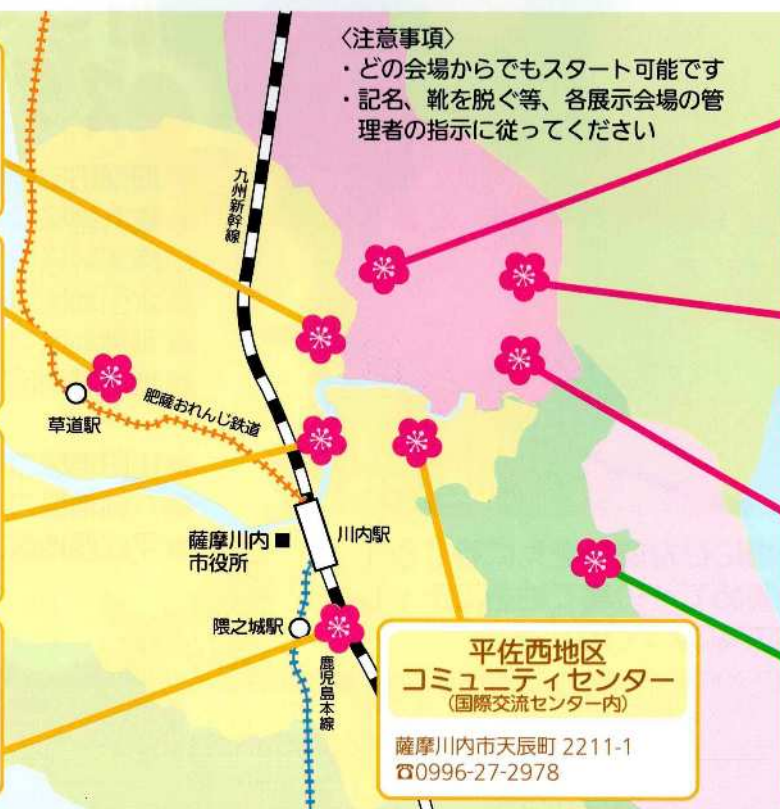 〈注意事項〉
・どの会場からでもスタート可能です
・記名、靴を脱ぐ等、各展示会場の管
理者の指示に従ってください
九州新幹線
草道駅
肥薩おれんじ鉄道
薩摩川内
市役所
川内駅
隈之城駅
鹿児島本線
平佐西地区
コミュニティセンター
(国際交流センター内)
薩摩川内市天辰町 2211-1
☎0996-27-2978